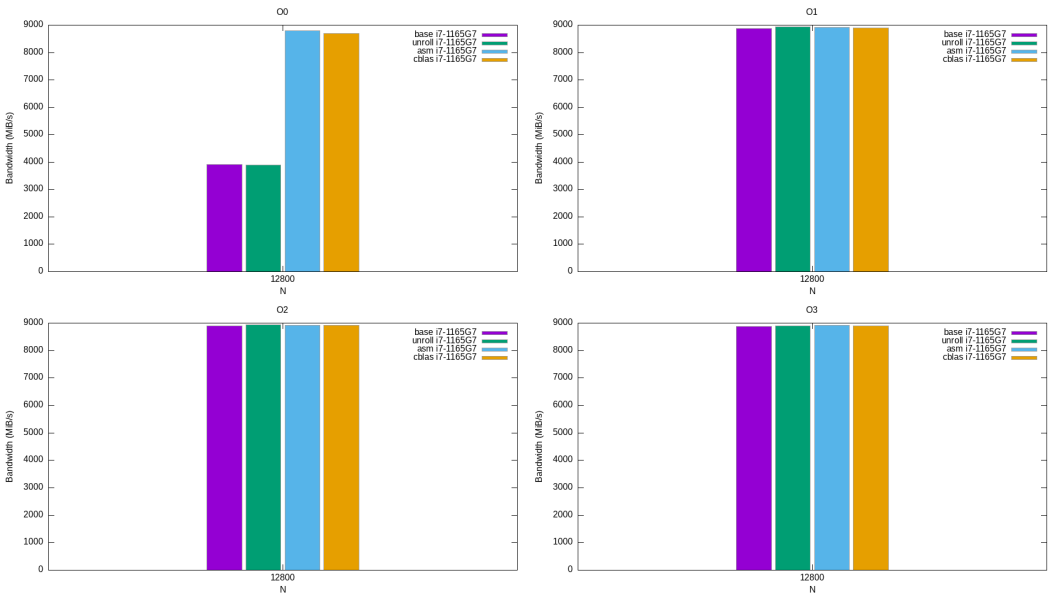 O0
9000
8000
7000
6000
5000
4000
3000
2000
1000
0
Bandwidth (MiB/s)
base i7-1165G7
unroll i7-1165G7
asm i7-1165G7
cblas i7-1165G7
12800
N
O1
9000
8000
7000
6000
5000
4000
3000
2000
1000
0
Bandwidth (MiB/s)
base i7-1165G7
unroll i7-1165G7
asm i7-1165G7
cblas i7-1165G7
12800
N
O2
9000
8000
7000
6000
5000
4000
3000
2000
1000
0
Bandwidth (MiB/s)
base i7-1165G7
unroll i7-1165G7
asm i7-1165G7
cblas i7-1165G7
12800
N
O3
9000
8000
7000
6000
5000
4000
3000
2000
1000
0
Bandwidth (MiB/s)
base i7-1165G7
unroll i7-1165G7
asm i7-1165G7
cblas i7-1165G7
12800
N